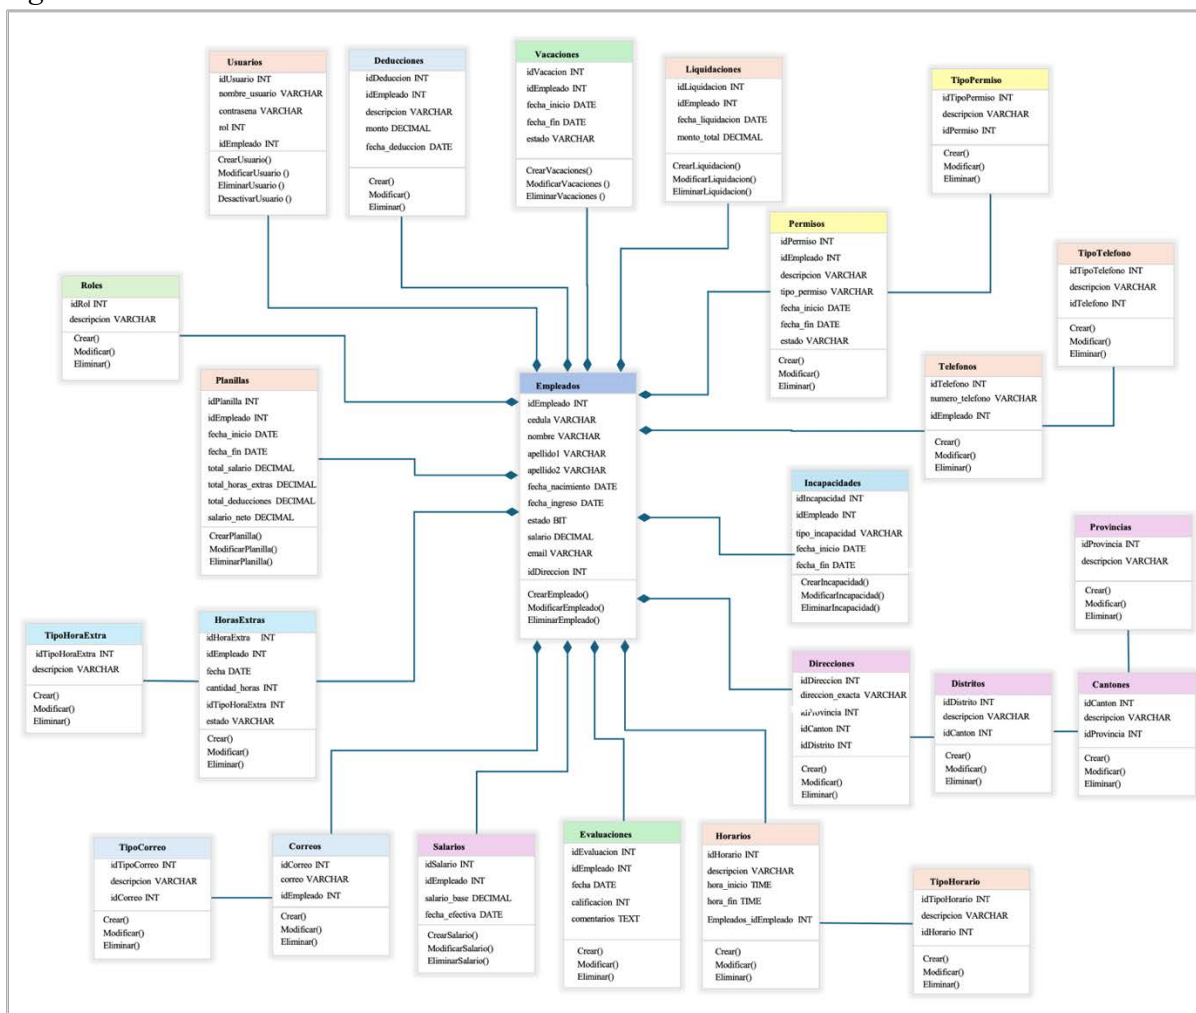 Usuarios
idUsuario INT
nombre_usuario VARCHAR
contrasena VARCHAR
rol INT
idEmpleado INT
CrearUsuario()
ModificarUsuario ()
EliminarUsuario ()
DesactivarUsuario ()
Deducciones
idDeduccion INT
idEmpleado INT
descripcion VARCHAR
monto DECIMAL
fecha_deduccion DATE
Crear()
Modificar()
Eliminar()
Vacaciones
idVacacion INT
idEmpleado INT
fecha_inicio DATE
fecha_fin DATE
estado VARCHAR
CrearVacaciones()
ModificarVacaciones ()
EliminarVacaciones ()
Liquidaciones
idLiquidacion INT
idEmpleado INT
fecha_liquidacion DATE
monto_total DECIMAL
CrearLiquidacion()
ModificarLiquidacion()
EliminarLiquidacion()
TipoPermiso
idTipoPermiso INT
descripcion VARCHAR
idPermiso INT
Crear()
Modificar()
Eliminar()
Permisos
idPermiso INT
idEmpleado INT
descripcion VARCHAR
tipo_permiso VARCHAR
fecha_inicio DATE
fecha_fin DATE
estado VARCHAR
Crear()
Modificar()
Eliminar()
TipoTelefono
idTipoTelefono INT
descripcion VARCHAR
idTelefono INT
Crear()
Modificar()
Eliminar()
Roles
idRol INT
descripcion VARCHAR
Crear()
Modificar()
Eliminar()
Planillas
idPlanilla INT
idEmpleado INT
fecha_inicio DATE
fecha_fin DATE
total_salario DECIMAL
total_horas_extras DECIMAL
total_deducciones DECIMAL
salario_neto DECIMAL
CrearPlanilla()
ModificarPlanilla()
EliminarPlanilla()
Empleados
idEmpleado INT
cedula VARCHAR
nombre VARCHAR
apellido1 VARCHAR
apellido2 VARCHAR
fecha_nacimiento DATE
fecha_ingreso DATE
estado BIT
salario DECIMAL
email VARCHAR
idDireccion INT
CrearEmpleado()
ModificarEmpleado()
EliminarEmpleado()
Telefonos
idTelefono INT
numero_telefono VARCHAR
idEmpleado INT
Crear()
Modificar()
Eliminar()
Incapacidades
idIncapacidad INT
idEmpleado INT
tipo_incapacidad VARCHAR
fecha_inicio DATE
fecha_fin DATE
CrearIncapacidad()
ModificarIncapacidad()
EliminarIncapacidad()
Provincias
idProvincia INT
descripcion VARCHAR
Crear()
Modificar()
Eliminar()
TipoHoraExtra
idTipoHoraExtra INT
descripcion VARCHAR
Crear()
Modificar()
Eliminar()
HorasExtras
idHoraExtra INT
idEmpleado INT
fecha DATE
cantidad_horas INT
idTipoHoraExtra INT
estado VARCHAR
Crear()
Modificar()
Eliminar()
Direcciones
idDireccion INT
direccion_exacta VARCHAR
idProvincia INT
idCanton INT
idDistrito INT
Crear()
Modificar()
Eliminar()
Distritos
idDistrito INT
descripcion VARCHAR
idCanton INT
Crear()
Modificar()
Eliminar()
Cantones
idCanton INT
descripcion VARCHAR
idProvincia INT
Crear()
Modificar()
Eliminar()
TipoCorreo
idTipoCorreo INT
descripcion VARCHAR
idCorreo INT
Crear()
Modificar()
Eliminar()
Correos
idCorreo INT
correo VARCHAR
idEmpleado INT
Crear()
Modificar()
Eliminar()
Salarios
idSalario INT
idEmpleado INT
salario_base DECIMAL
fecha_efectiva DATE
CrearSalario()
ModificarSalario()
EliminarSalario()
Evaluaciones
idEvaluacion INT
idEmpleado INT
fecha DATE
calificacion INT
comentarios TEXT
Crear()
Modificar()
Eliminar()
Horarios
idHorario INT
descripcion VARCHAR
hora_inicio TIME
hora_fin TIME
Empleados_idEmpleado INT
Crear()
Modificar()
Eliminar()
TipoHorario
idTipoHorario INT
descripcion VARCHAR
idHorario INT
Crear()
Modificar()
Eliminar()